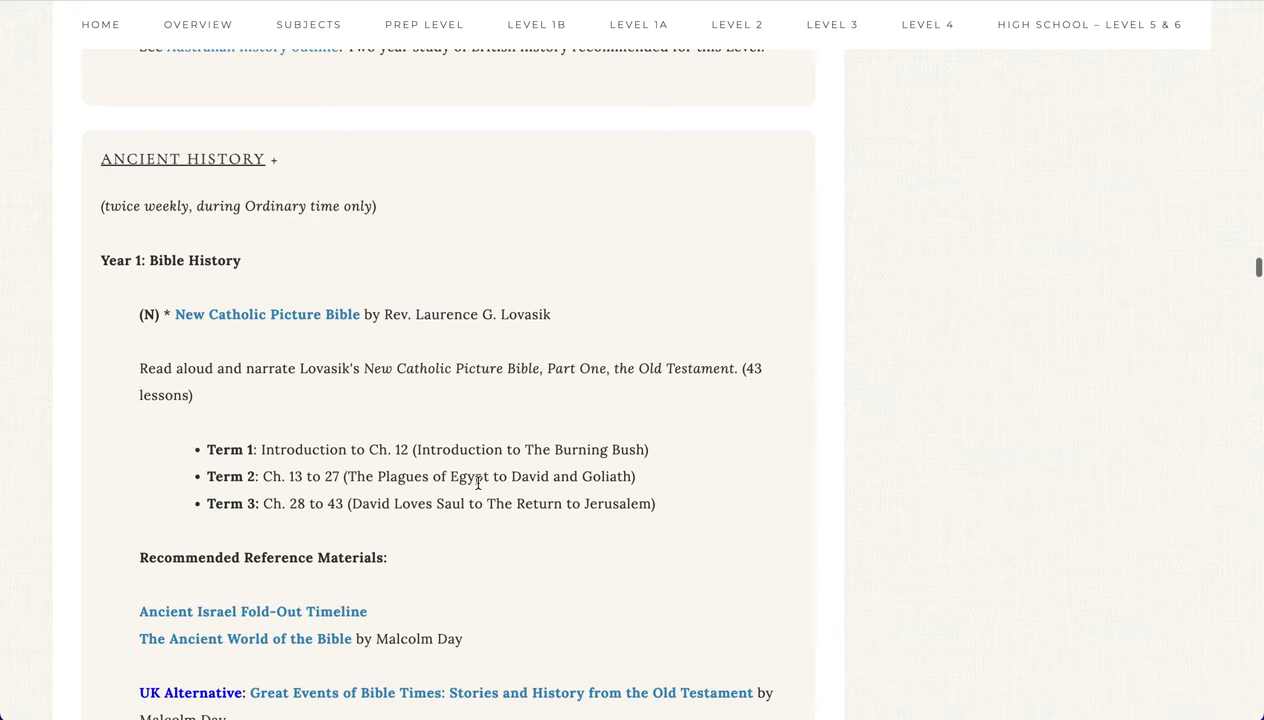 HOME OVERVIEW SUBJECTS PREP LEVEL LEVEL 1B LEVEL 1A LEVEL 2 LEVEL 3 LEVEL 4 HIGH SCHOOL – LEVEL 5 & 6
See Australian history outline. Two year study of British history recommended for this Level.
ANCIENT HISTORY +
(twice weekly, during Ordinary time only)
Year 1: Bible History
(N) * New Catholic Picture Bible by Rev. Laurence G. Lovasik
Read aloud and narrate Lovasik's New Catholic Picture Bible, Part One, the Old Testament. (43
lessons)
• Term 1: Introduction to Ch. 12 (Introduction to The Burning Bush)
• Term 2: Ch. 13 to 27 (The Plagues of Egypt to David and Goliath)
• Term 3: Ch. 28 to 43 (David Loves Saul to The Return to Jerusalem)
Recommended Reference Materials:
Ancient Israel Fold-Out Timeline
The Ancient World of the Bible by Malcolm Day
UK Alternative: Great Events of Bible Times: Stories and History from the Old Testament by
Malcolm Day